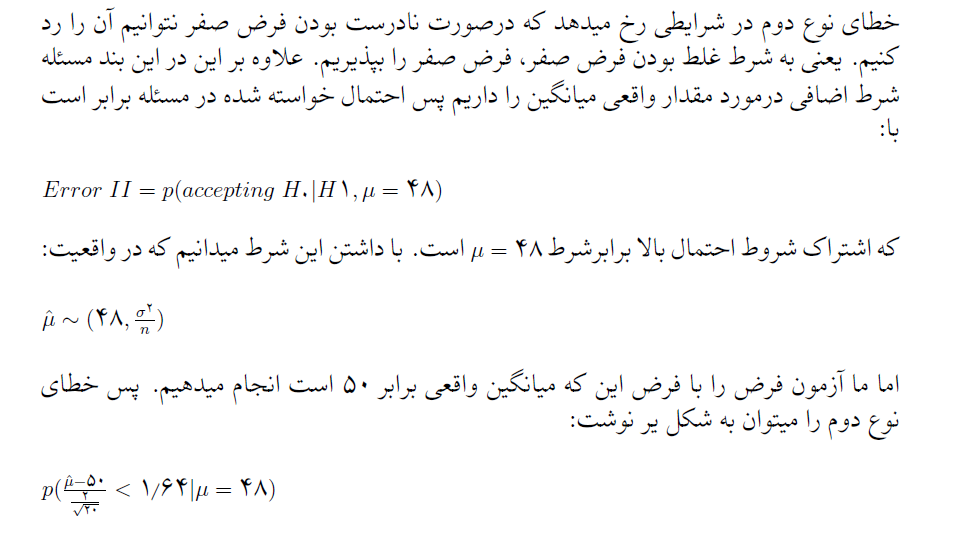 خطای نوع دوم در شرایطی رخ میدهد که درصورت نادرست بودن فرض صفر نتوانیم آن را رد
کنیم. یعنی به شرط غلط بودن فرض صفر، فرض صفر را بپذیریم. علاوه بر این در این بند مسئله
شرط اضافی درمورد مقدار واقعی میانگین را داریم پس احتمال خواسته شده در مسئله برابر است
با:
Error II = p(accepting H۰|H۱, μ = ۴۸)
که اشتراک شروط احتمال بالا برابرشرط μ = ۴۸ است. با داشتن این شرط میدانیم که در واقعیت:
μ̂ ∼ (۴۸, σ^۲/n)
اما ما آزمون فرض را با فرض این که میانگین واقعی برابر ۵۰ است انجام میدهیم. پس خطای
نوع دوم را میتوان به شکل یر نوشت:
p((μ̂−۵۰)/(۲/√۲۰) < ۱/۶۴|μ = ۴۸)